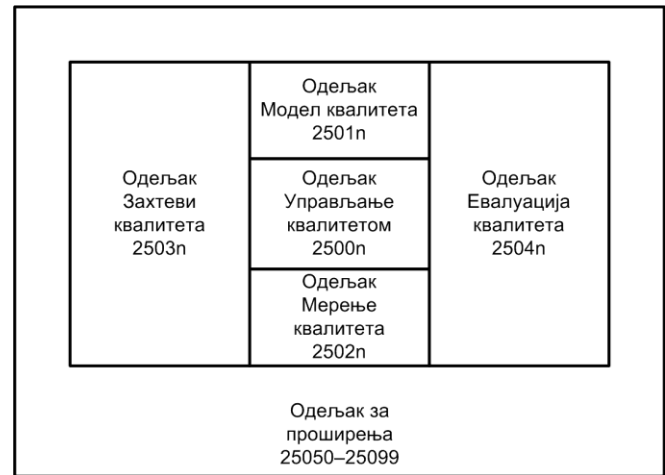 Одељак
Захтеви
квалитета
2503n
Одељак
Модел квалитета
2501n
Одељак
Управљање
квалитетом
2500n
Одељак
Мерење
квалитета
2502n
Одељак
Евалуација
квалитета
2504n
Одељак за
проширења
25050–25099